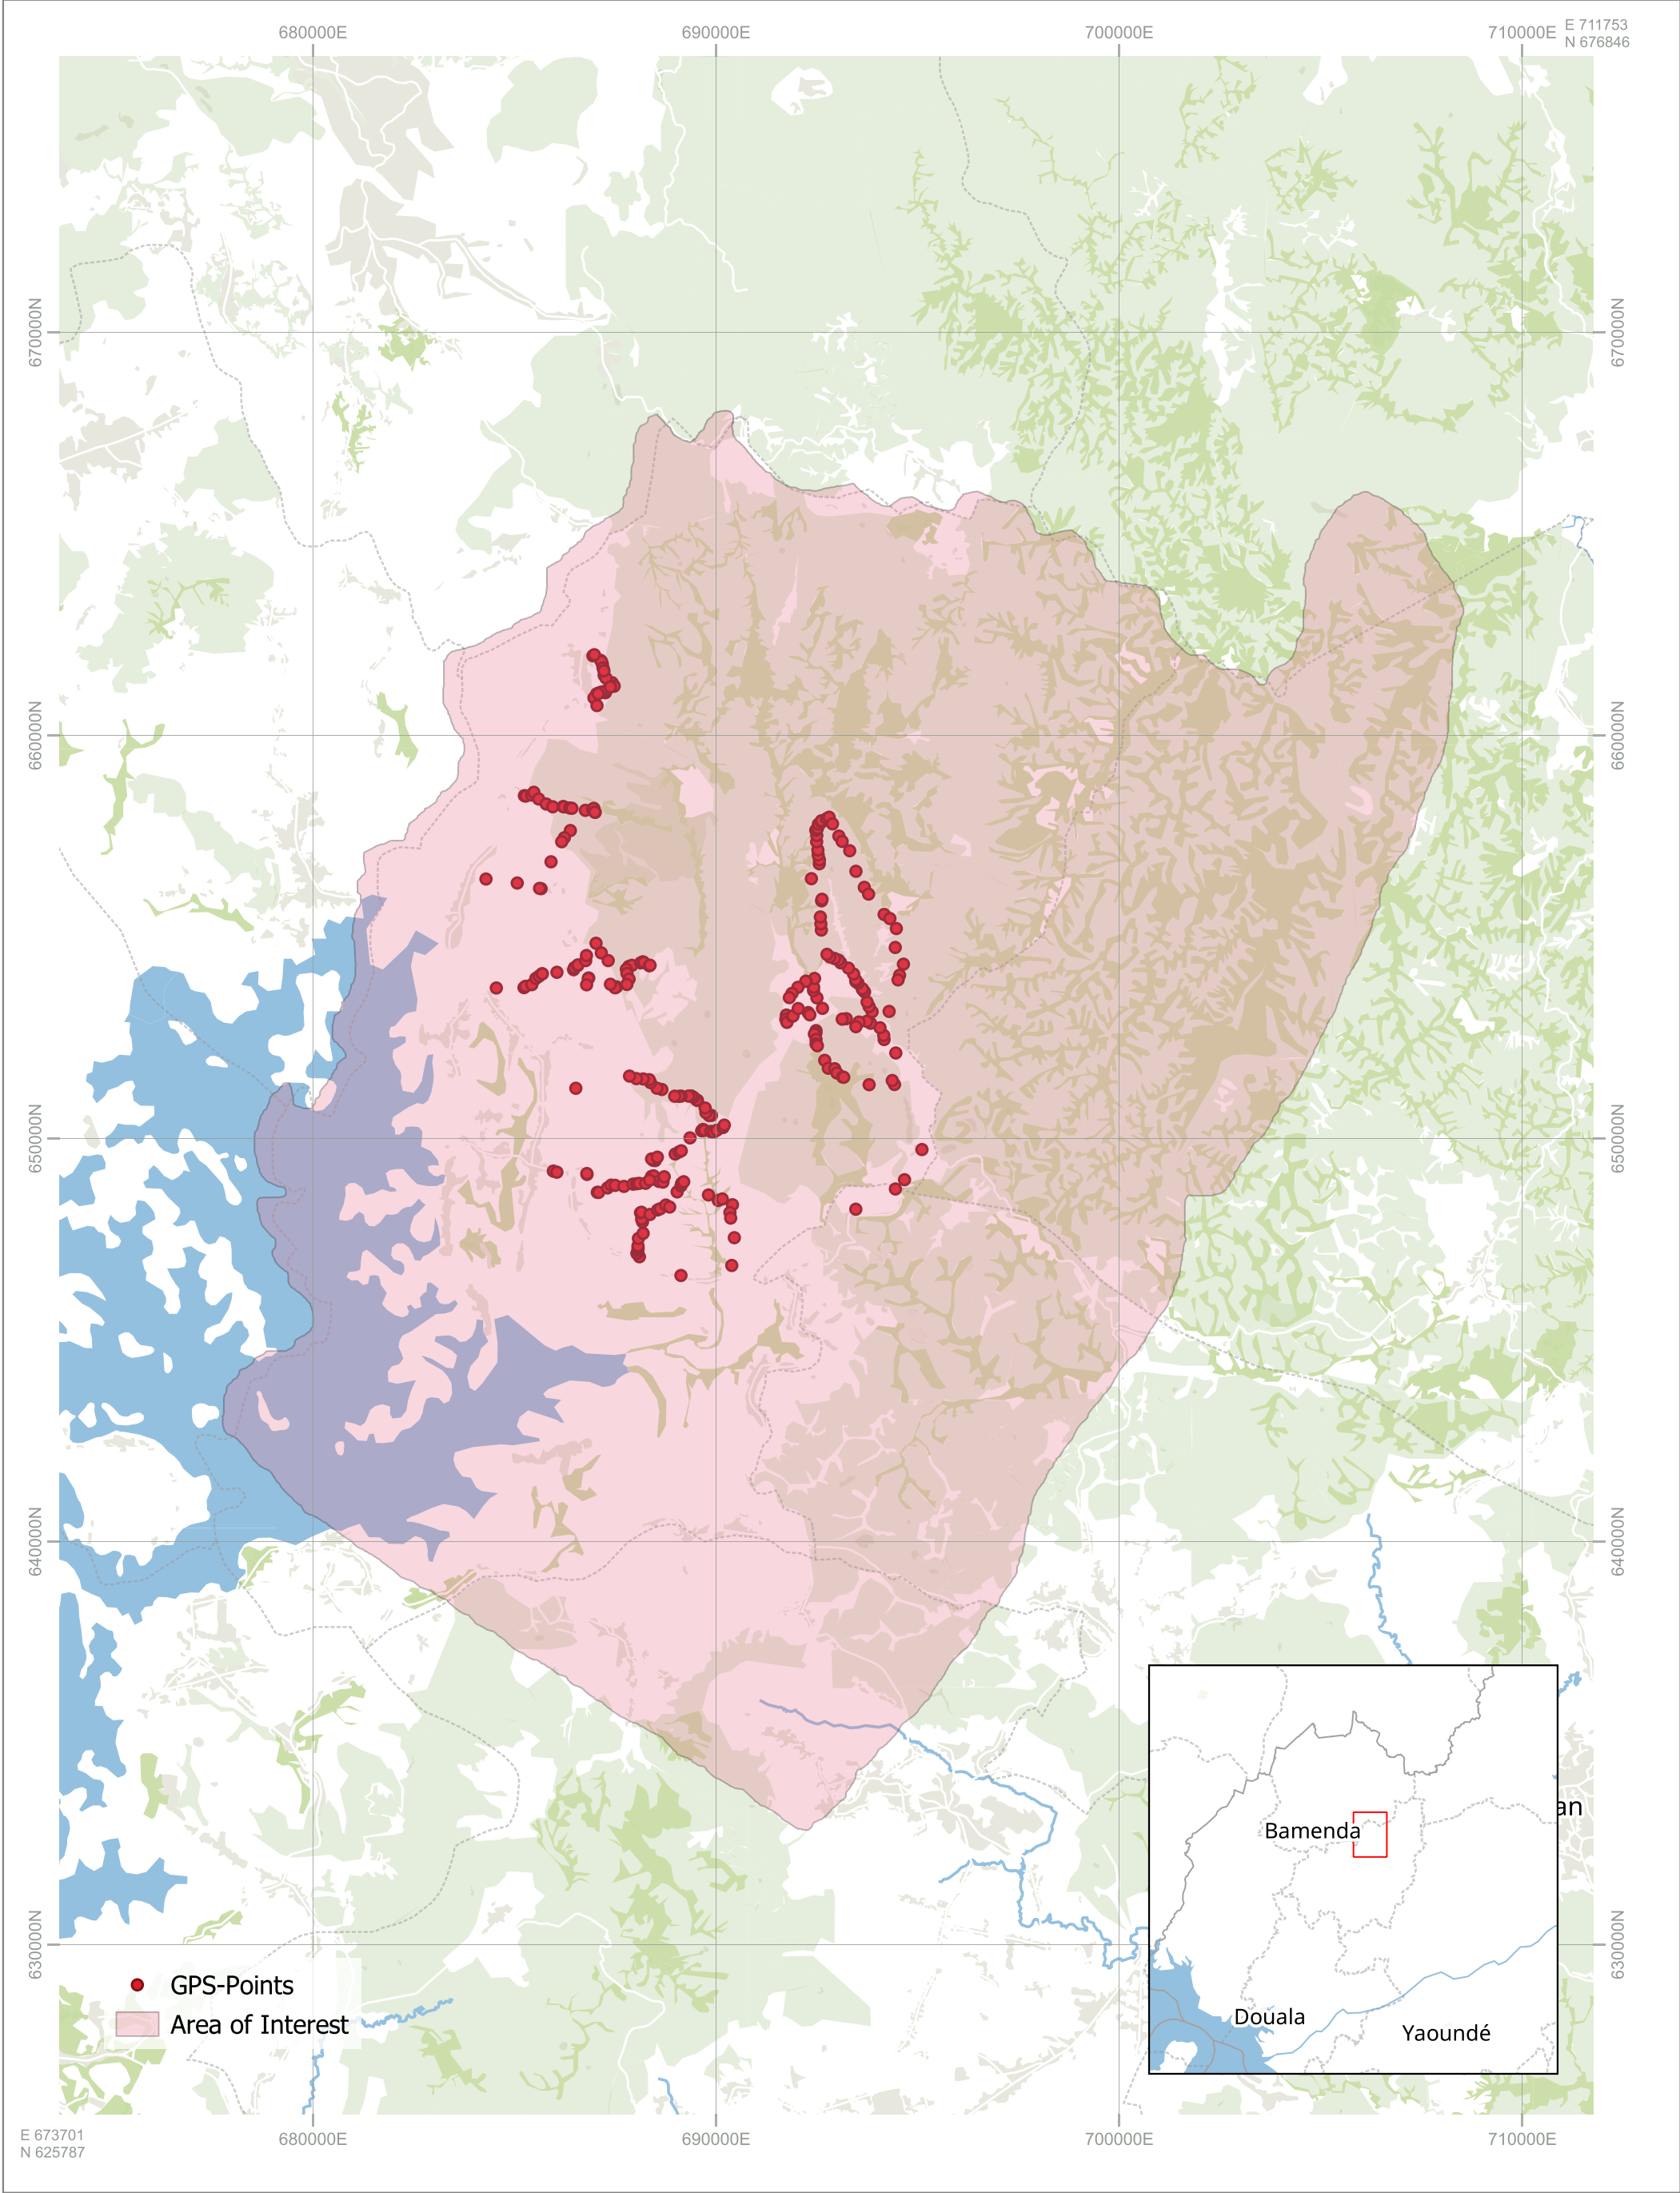 680000E
690000E
700000E
710000E
E 711753
N 676846
670000N
670000N
660000N
660000N
650000N
650000N
640000N
640000N
630000N
630000N
Bamenda
an
Douala
Yaoundé
GPS-Points
Area of Interest
E 673701
N 625787
680000E
690000E
700000E
710000E